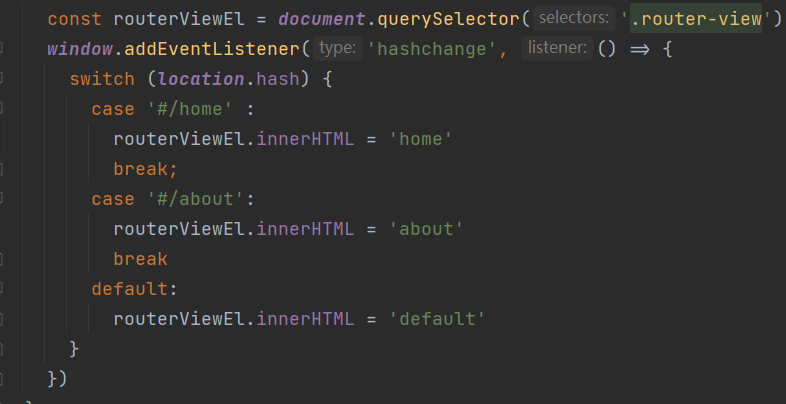 const routerViewEl = document.querySelector( selectors: '.router-view')
window.addEventListener( type: 'hashchange', listener: () => {
switch (location.hash) {
case '#/home' :
routerViewEl.innerHTML = 'home'
break;
case '#/about':
routerViewEl.innerHTML = 'about'
break
default:
routerViewEl.innerHTML = 'default'
}
})